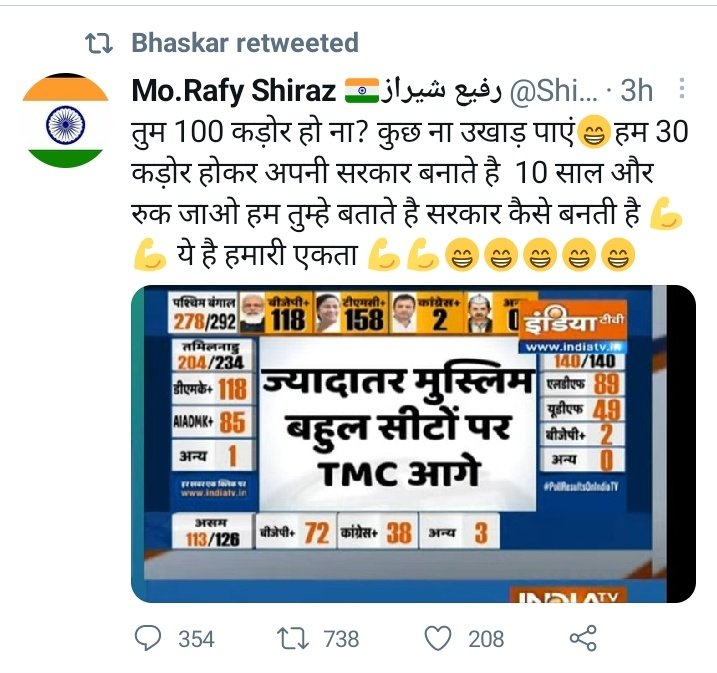 Bhaskar retweeted
Mo.Rafy Shiraz 🇮🇳رفیع شیراز @Shi... · 3h
तुम 100 कड़ोर हो ना? कुछ ना उखाड़ पाएं😁हम 30
कड़ोर होकर अपनी सरकार बनाते है 10 साल और
रुक जाओ हम तुम्हे बताते है सरकार कैसे बनती है 💪
💪 ये है हमारी एकता 💪💪😁😁😁😁😁
पश्चिम बंगाल बीजेपी+ टीएमसी+ कांग्रेस+
278/292 118 158 2 0
इंडिया टीवी
www.indiatv.in
तमिलनाडु
204/234
डीएमके+ 118
AIADMK+ 85
अन्य 1
www.indiatv.in
ज्यादातर मुस्लिम
बहुल सीटों पर
TMC आगे
140/140
एलडीएफ 89
यूडीएफ 49
बीजेपी+ 2
अन्य 0
#PollResultsOnIndiaTV
असम
113/126
बीजेपी+ 72 कांग्रेस+ 38 अन्य 3
INDIA TV
354 738 208